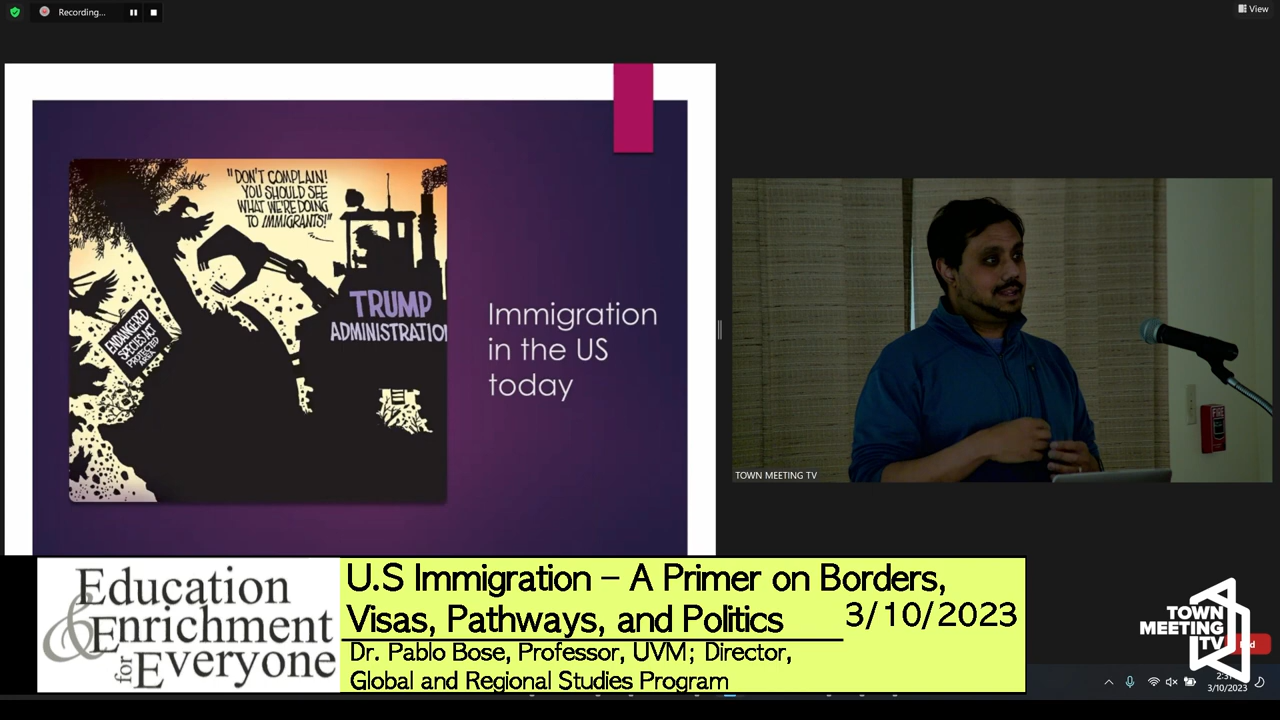 Recording...
View
"DON'T COMPLAIN!
YOU SHOULD SEE
WHAT WE'RE DOING
TO IMMIGRANTS!"
TRUMP
ADMINISTRATION
ENDANGERED
SPECIES ACT
PROTECTED
AREA
Immigration
in the US
today
FIRE
TOWN MEETING TV
Education
& Enrichment
for Everyone
U.S Immigration – A Primer on Borders,
Visas, Pathways, and Politics
3/10/2023
Dr. Pablo Bose, Professor, UVM; Director,
Global and Regional Studies Program
TOWN
MEETING
TV
3/10/2023